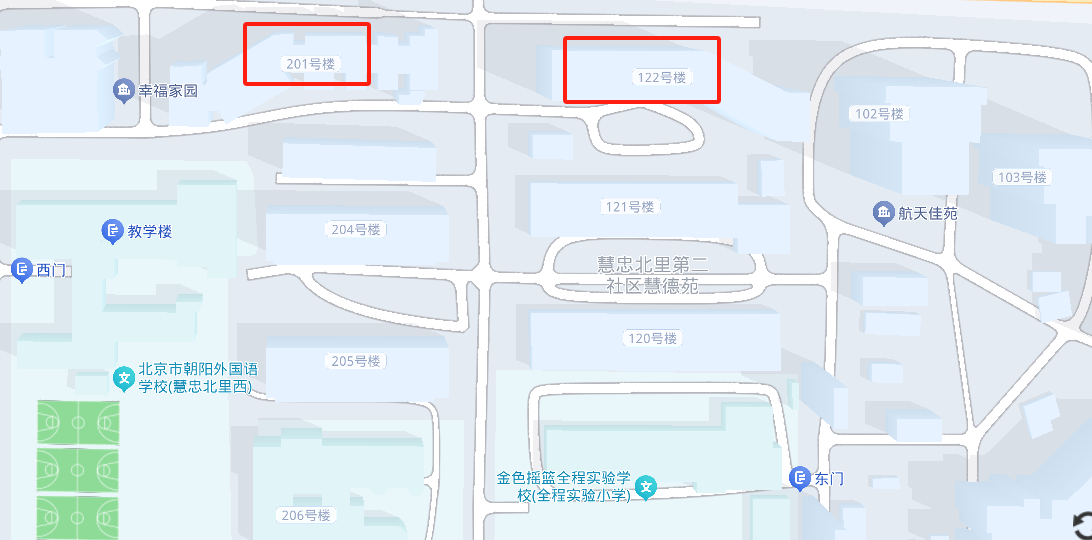 201号楼
122号楼
幸福家园
102号楼
103号楼
121号楼
航天佳苑
204号楼
教学楼
西门
慧忠北里第二
社区慧德苑
120号楼
205号楼
北京市朝阳外国语
学校(慧忠北里西)
金色摇篮全程实验学
校(全程实验小学)
东门
206号楼